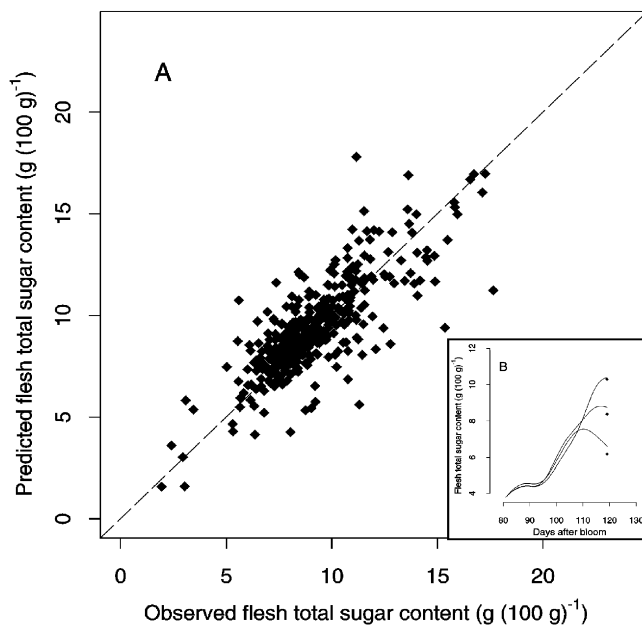 A
Predicted flesh total sugar content (g (100 g)⁻¹)
20
15
10
5
0
0 5 10 15 20
Observed flesh total sugar content (g (100 g)⁻¹)
B
Flesh total sugar content (g (100 g)⁻¹)
12
10
8
6
4
80 90 100 110 120 130
Days after bloom